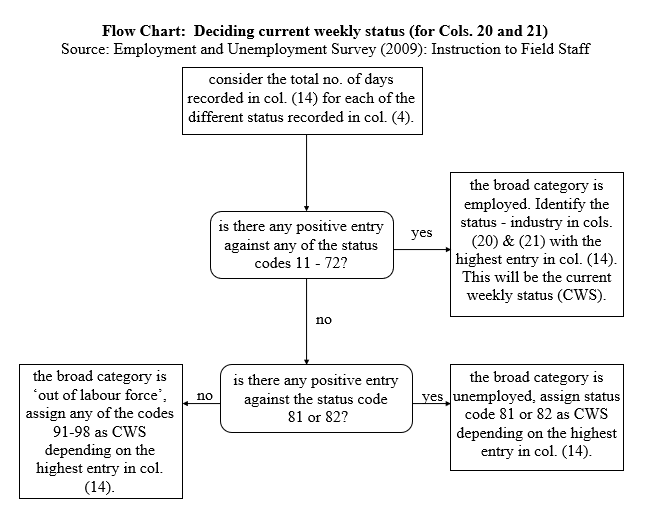 Flow Chart:  Deciding current weekly status (for Cols. 20 and 21)
Source: Employment and Unemployment Survey (2009): Instruction to Field Staff
consider the total no. of days
recorded in col. (14) for each of the
different status recorded in col. (4).
is there any positive entry
against any of the status
codes 11 - 72?
yes
the broad category is
employed. Identify the
status - industry in cols.
(20) & (21) with the
highest entry in col. (14).
This will be the current
weekly status (CWS).
no
the broad category is
‘out of labour force’,
assign any of the codes
91-98 as CWS
depending on the
highest entry in col.
(14).
no
is there any positive entry
against the status code
81 or 82?
yes
the broad category is
unemployed, assign status
code 81 or 82 as CWS
depending on the highest
entry in col. (14).